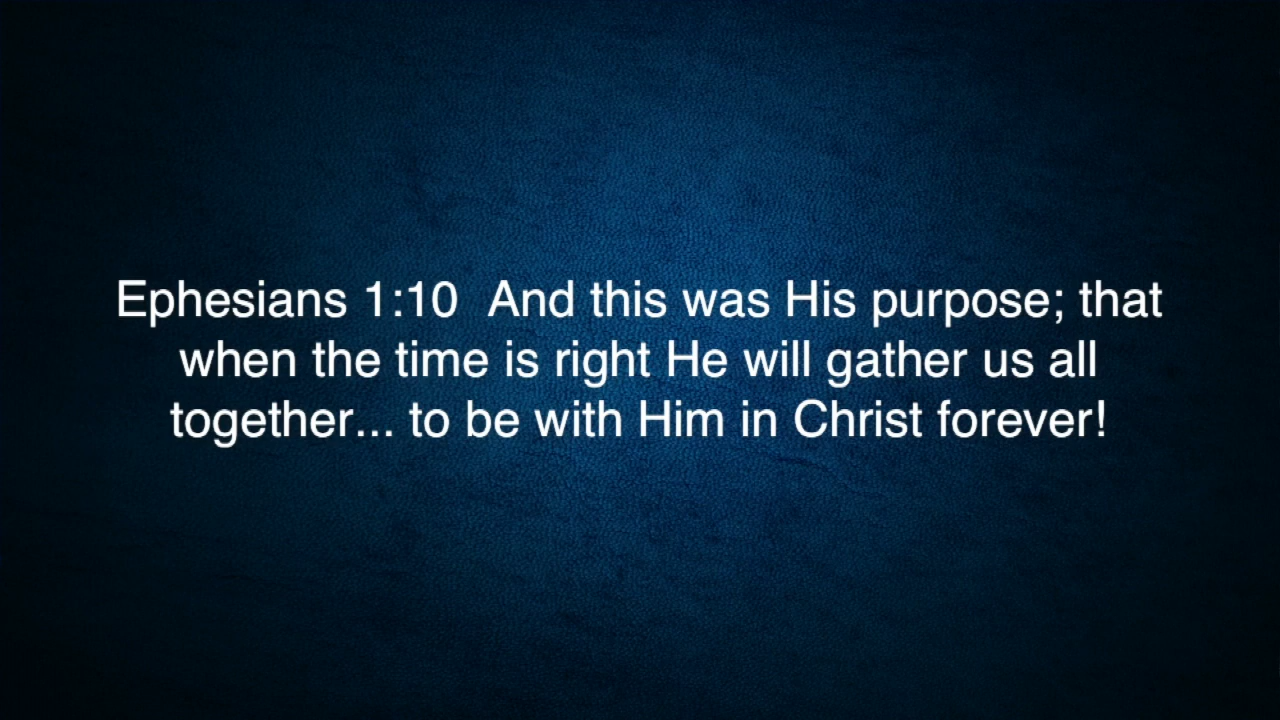 Ephesians 1:10  And this was His purpose; that
when the time is right He will gather us all
together... to be with Him in Christ forever!